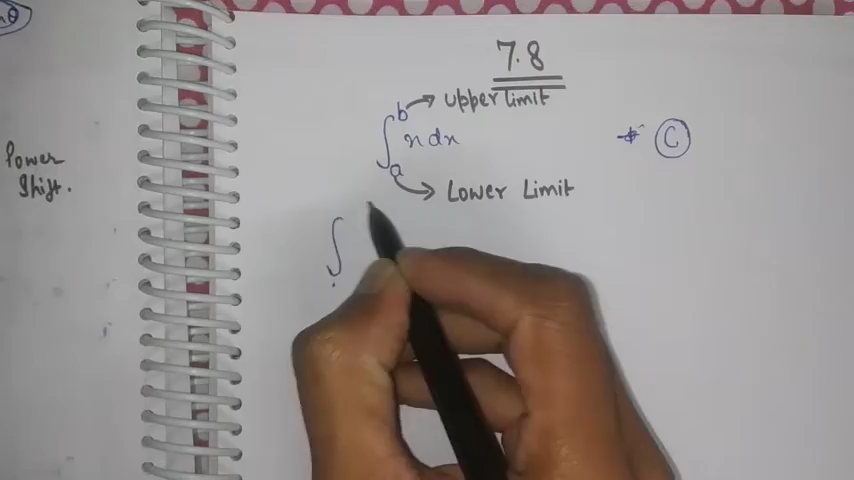 7.8
b → Upper limit
∫ x dx
C
a → Lower Limit
∫
Power
Shift.